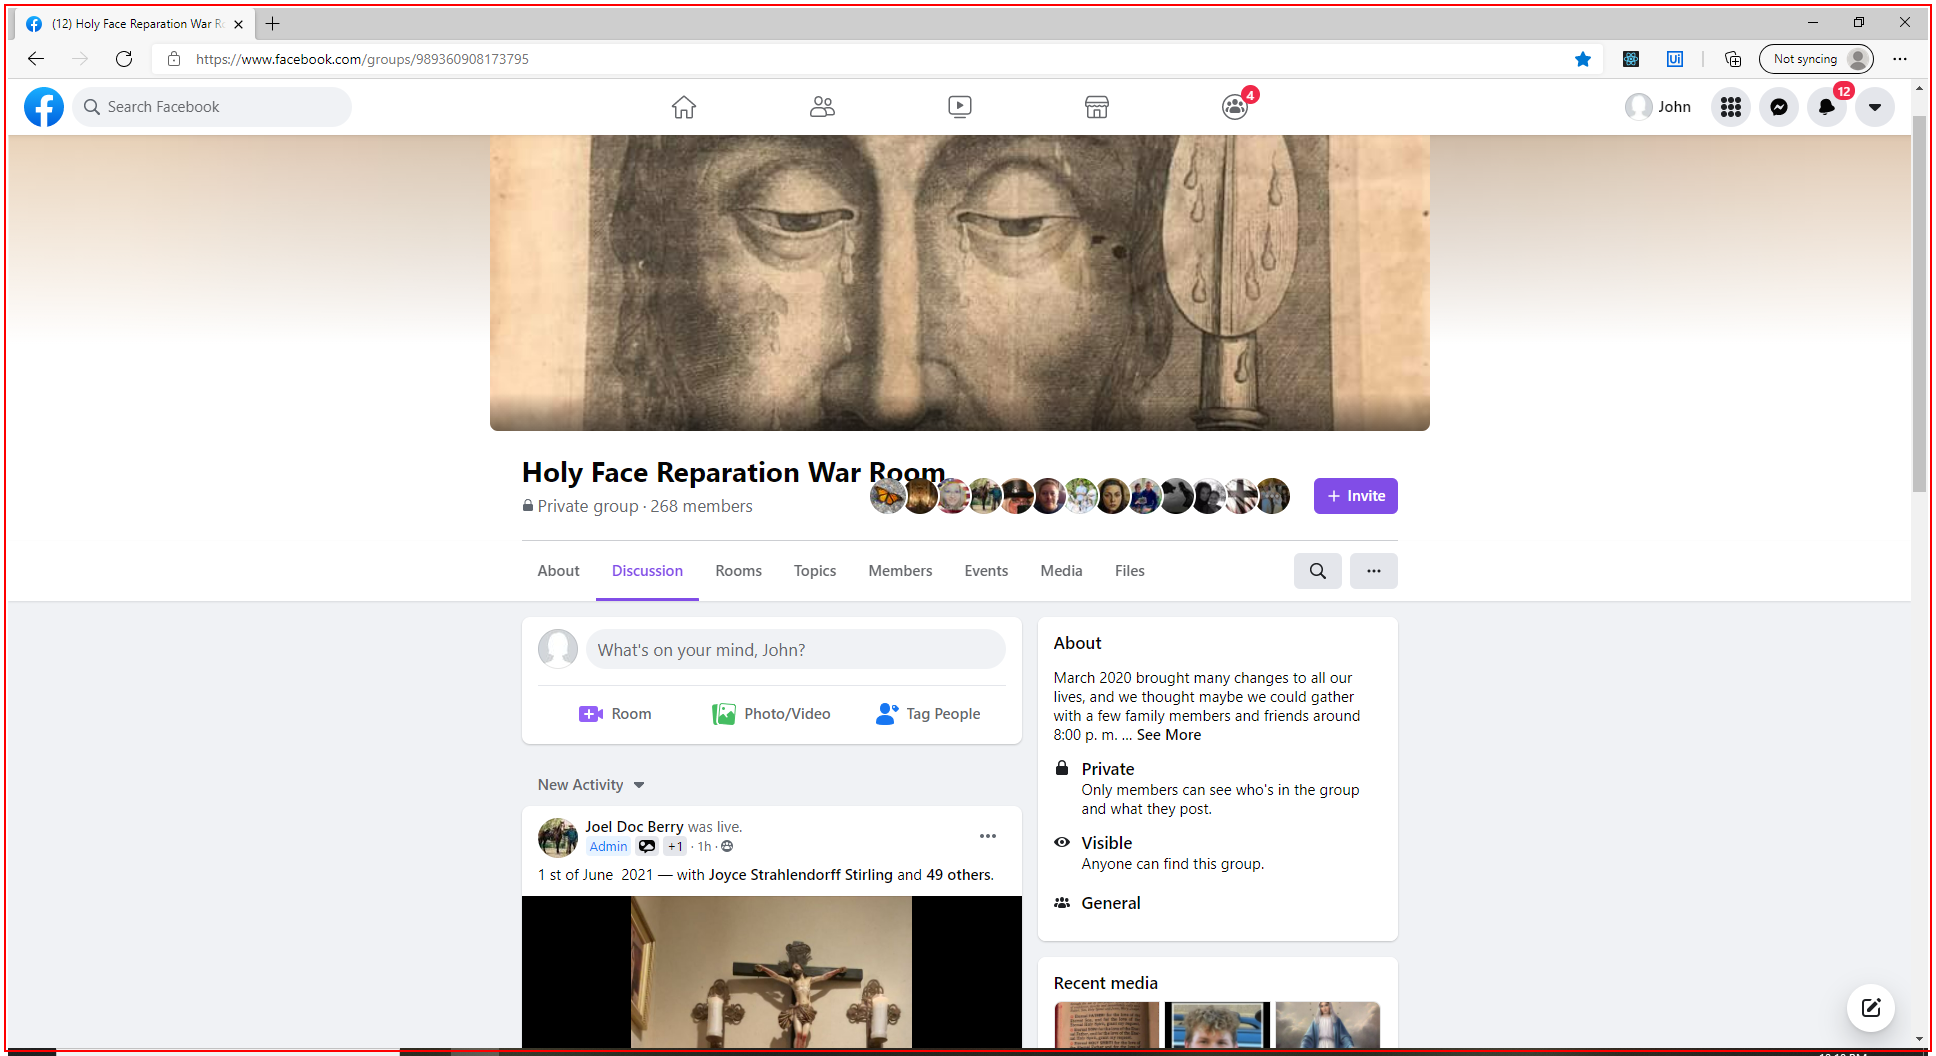 (12) Holy Face Reparation War R
https://www.facebook.com/groups/989360908173795
Not syncing
Search Facebook
4
John
12
Holy Face Reparation War Room
Private group · 268 members
+ Invite
About
Discussion
Rooms
Topics
Members
Events
Media
Files
What's on your mind, John?
Room
Photo/Video
Tag People
New Activity
Joel Doc Berry was live.
Admin +1 · 1h ·
1 st of June 2021 — with Joyce Strahlendorff Stirling and 49 others.
About
March 2020 brought many changes to all our
lives, and we thought maybe we could gather
with a few family members and friends around
8:00 p. m. ... See More
Private
Only members can see who's in the group
and what they post.
Visible
Anyone can find this group.
General
Recent media